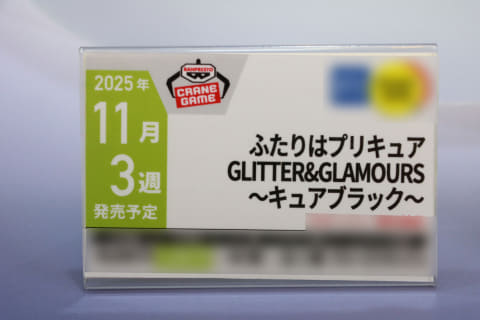 2025年
11月
3週
発売予定
BANPRESTO
CRANE
GAME
ふたりはプリキュア
GLITTER&GLAMOURS
～キュアブラック～